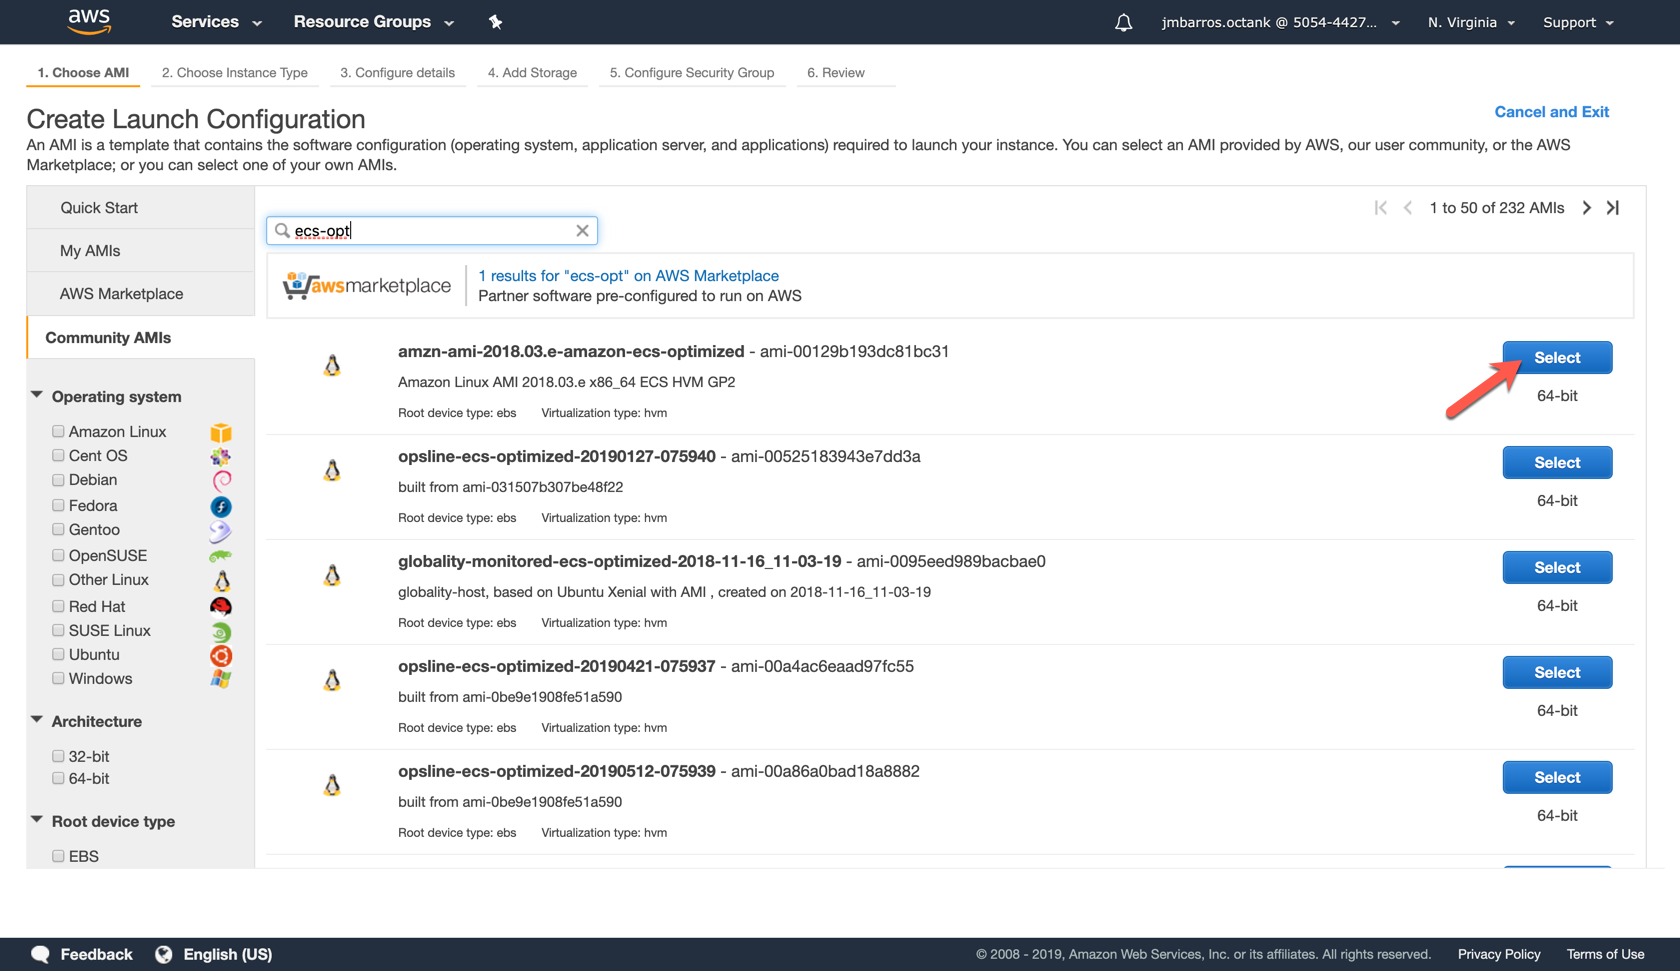 aws Services Resource Groups jmbarros.octank @ 5054-4427... N. Virginia Support
1. Choose AMI 2. Choose Instance Type 3. Configure details 4. Add Storage 5. Configure Security Group 6. Review
Create Launch Configuration
Cancel and Exit
An AMI is a template that contains the software configuration (operating system, application server, and applications) required to launch your instance. You can select an AMI provided by AWS, our user community, or the AWS
Marketplace; or you can select one of your own AMIs.
Quick Start
My AMIs
AWS Marketplace
Community AMIs
Operating system
Amazon Linux
Cent OS
Debian
Fedora
Gentoo
OpenSUSE
Other Linux
Red Hat
SUSE Linux
Ubuntu
Windows
Architecture
32-bit
64-bit
Root device type
EBS
1 to 50 of 232 AMIs
ecs-opt
awsmarketplace
1 results for "ecs-opt" on AWS Marketplace
Partner software pre-configured to run on AWS
amzn-ami-2018.03.e-amazon-ecs-optimized - ami-00129b193dc81bc31
Amazon Linux AMI 2018.03.e x86_64 ECS HVM GP2
Root device type: ebs Virtualization type: hvm
Select
64-bit
opsline-ecs-optimized-20190127-075940 - ami-00525183943e7dd3a
built from ami-031507b307be48f22
Root device type: ebs Virtualization type: hvm
Select
64-bit
globality-monitored-ecs-optimized-2018-11-16_11-03-19 - ami-0095eed989bacbae0
globality-host, based on Ubuntu Xenial with AMI , created on 2018-11-16_11-03-19
Root device type: ebs Virtualization type: hvm
Select
64-bit
opsline-ecs-optimized-20190421-075937 - ami-00a4ac6eaad97fc55
built from ami-0be9e1908fe51a590
Root device type: ebs Virtualization type: hvm
Select
64-bit
opsline-ecs-optimized-20190512-075939 - ami-00a86a0bad18a8882
built from ami-0be9e1908fe51a590
Root device type: ebs Virtualization type: hvm
Select
64-bit
Feedback English (US) © 2008 - 2019, Amazon Web Services, Inc. or its affiliates. All rights reserved. Privacy Policy Terms of Use